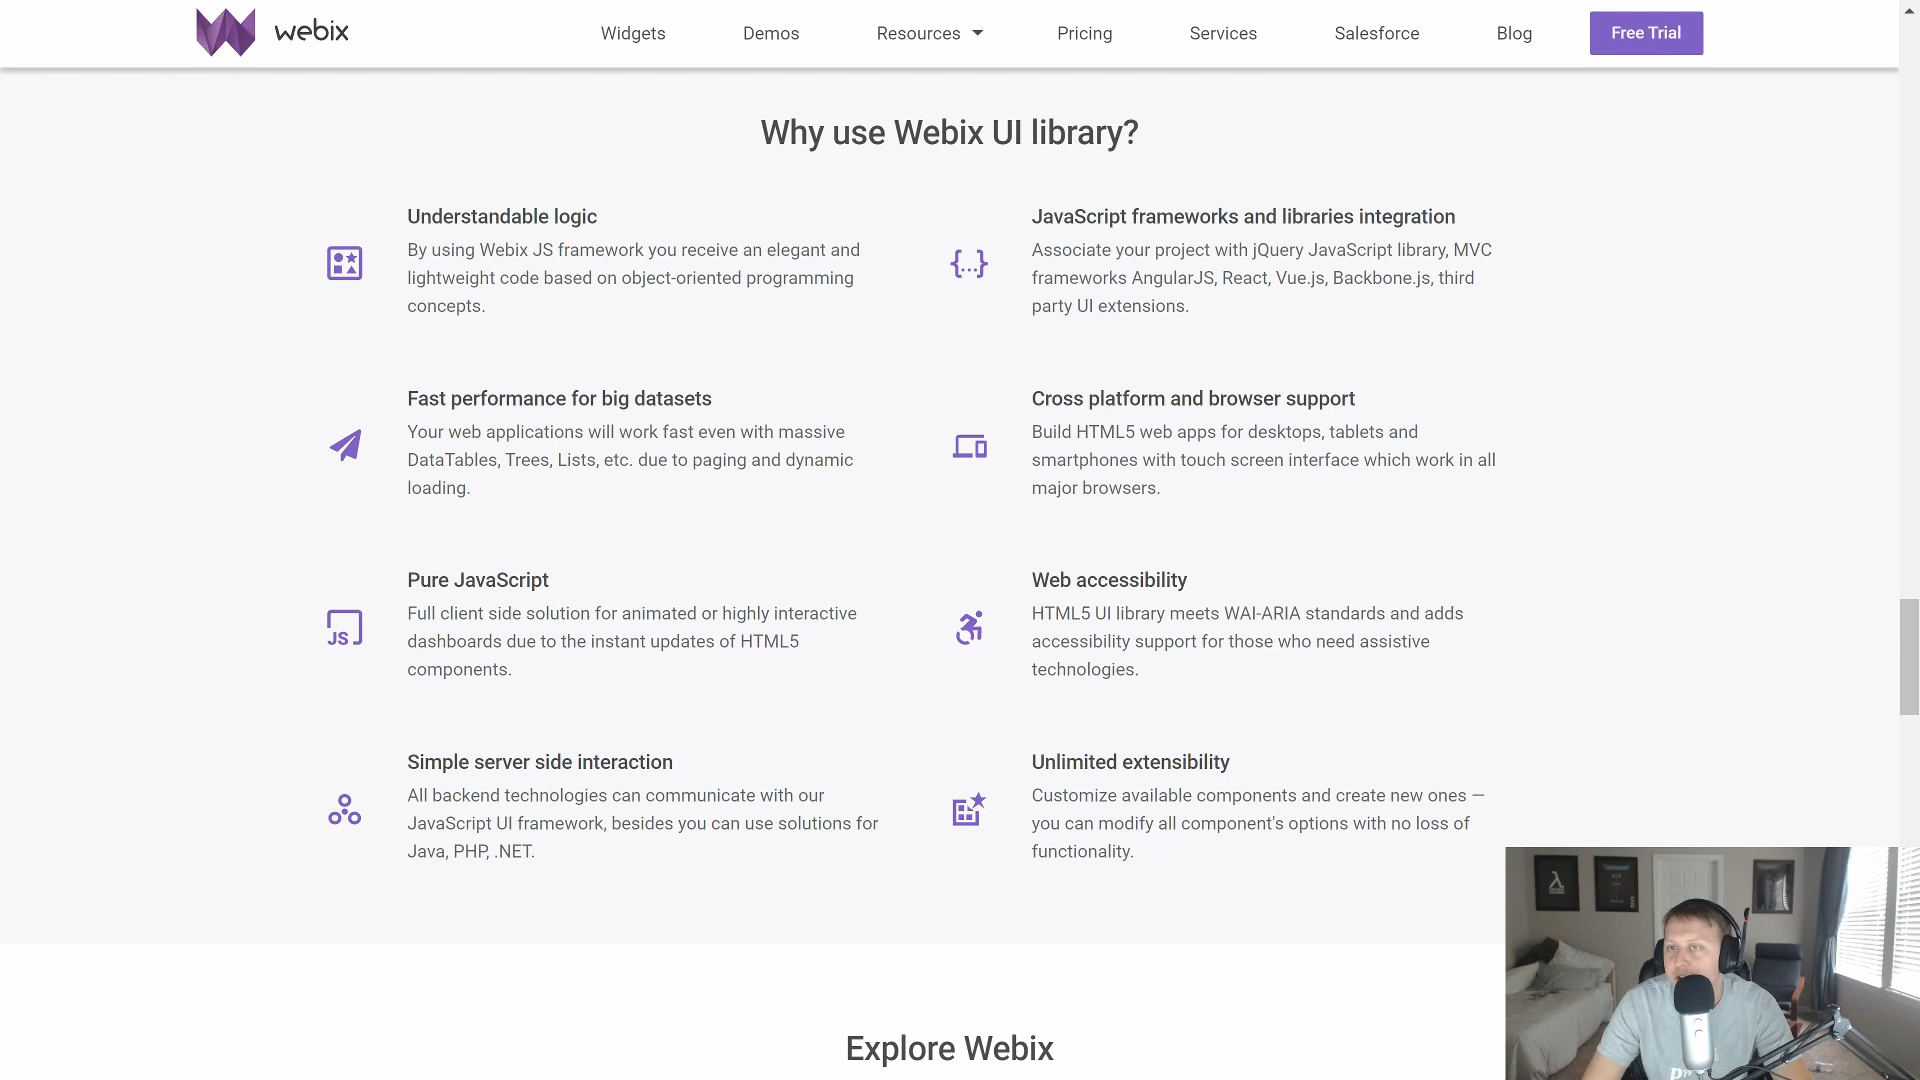 webix
Widgets
Demos
Resources
Pricing
Services
Salesforce
Blog
Free Trial
Why use Webix UI library?
Understandable logic
By using Webix JS framework you receive an elegant and
lightweight code based on object-oriented programming
concepts.
JavaScript frameworks and libraries integration
{...}
Associate your project with jQuery JavaScript library, MVC
frameworks AngularJS, React, Vue.js, Backbone.js, third
party UI extensions.
Fast performance for big datasets
Your web applications will work fast even with massive
DataTables, Trees, Lists, etc. due to paging and dynamic
loading.
Cross platform and browser support
Build HTML5 web apps for desktops, tablets and
smartphones with touch screen interface which work in all
major browsers.
Pure JavaScript
JS
Full client side solution for animated or highly interactive
dashboards due to the instant updates of HTML5
components.
Web accessibility
HTML5 UI library meets WAI-ARIA standards and adds
accessibility support for those who need assistive
technologies.
Simple server side interaction
All backend technologies can communicate with our
JavaScript UI framework, besides you can use solutions for
Java, PHP, .NET.
Unlimited extensibility
Customize available components and create new ones —
you can modify all component's options with no loss of
functionality.
λ
Explore Webix